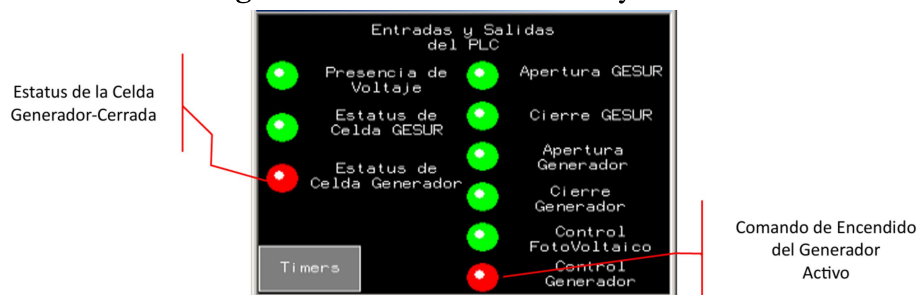 Entradas y Salidas
del PLC
Estatus de la Celda
Generador-Cerrada
Presencia de
Voltaje
Estatus de
Celda GESUR
Estatus de
Celda Generador
Timers
Apertura GESUR
Cierre GESUR
Apertura
Generador
Cierre
Generador
Control
FotoVoltaico
Control
Generador
Comando de Encendido
del Generador
Activo